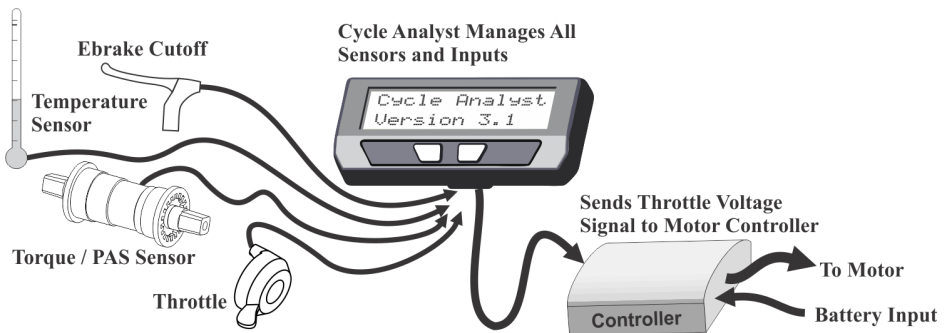 Cycle Analyst Manages All
Sensors and Inputs
Ebrake Cutoff
Temperature
Sensor
Cycle Analyst
Version 3.1
Torque / PAS Sensor
Throttle
Sends Throttle Voltage
Signal to Motor Controller
To Motor
Controller
Battery Input